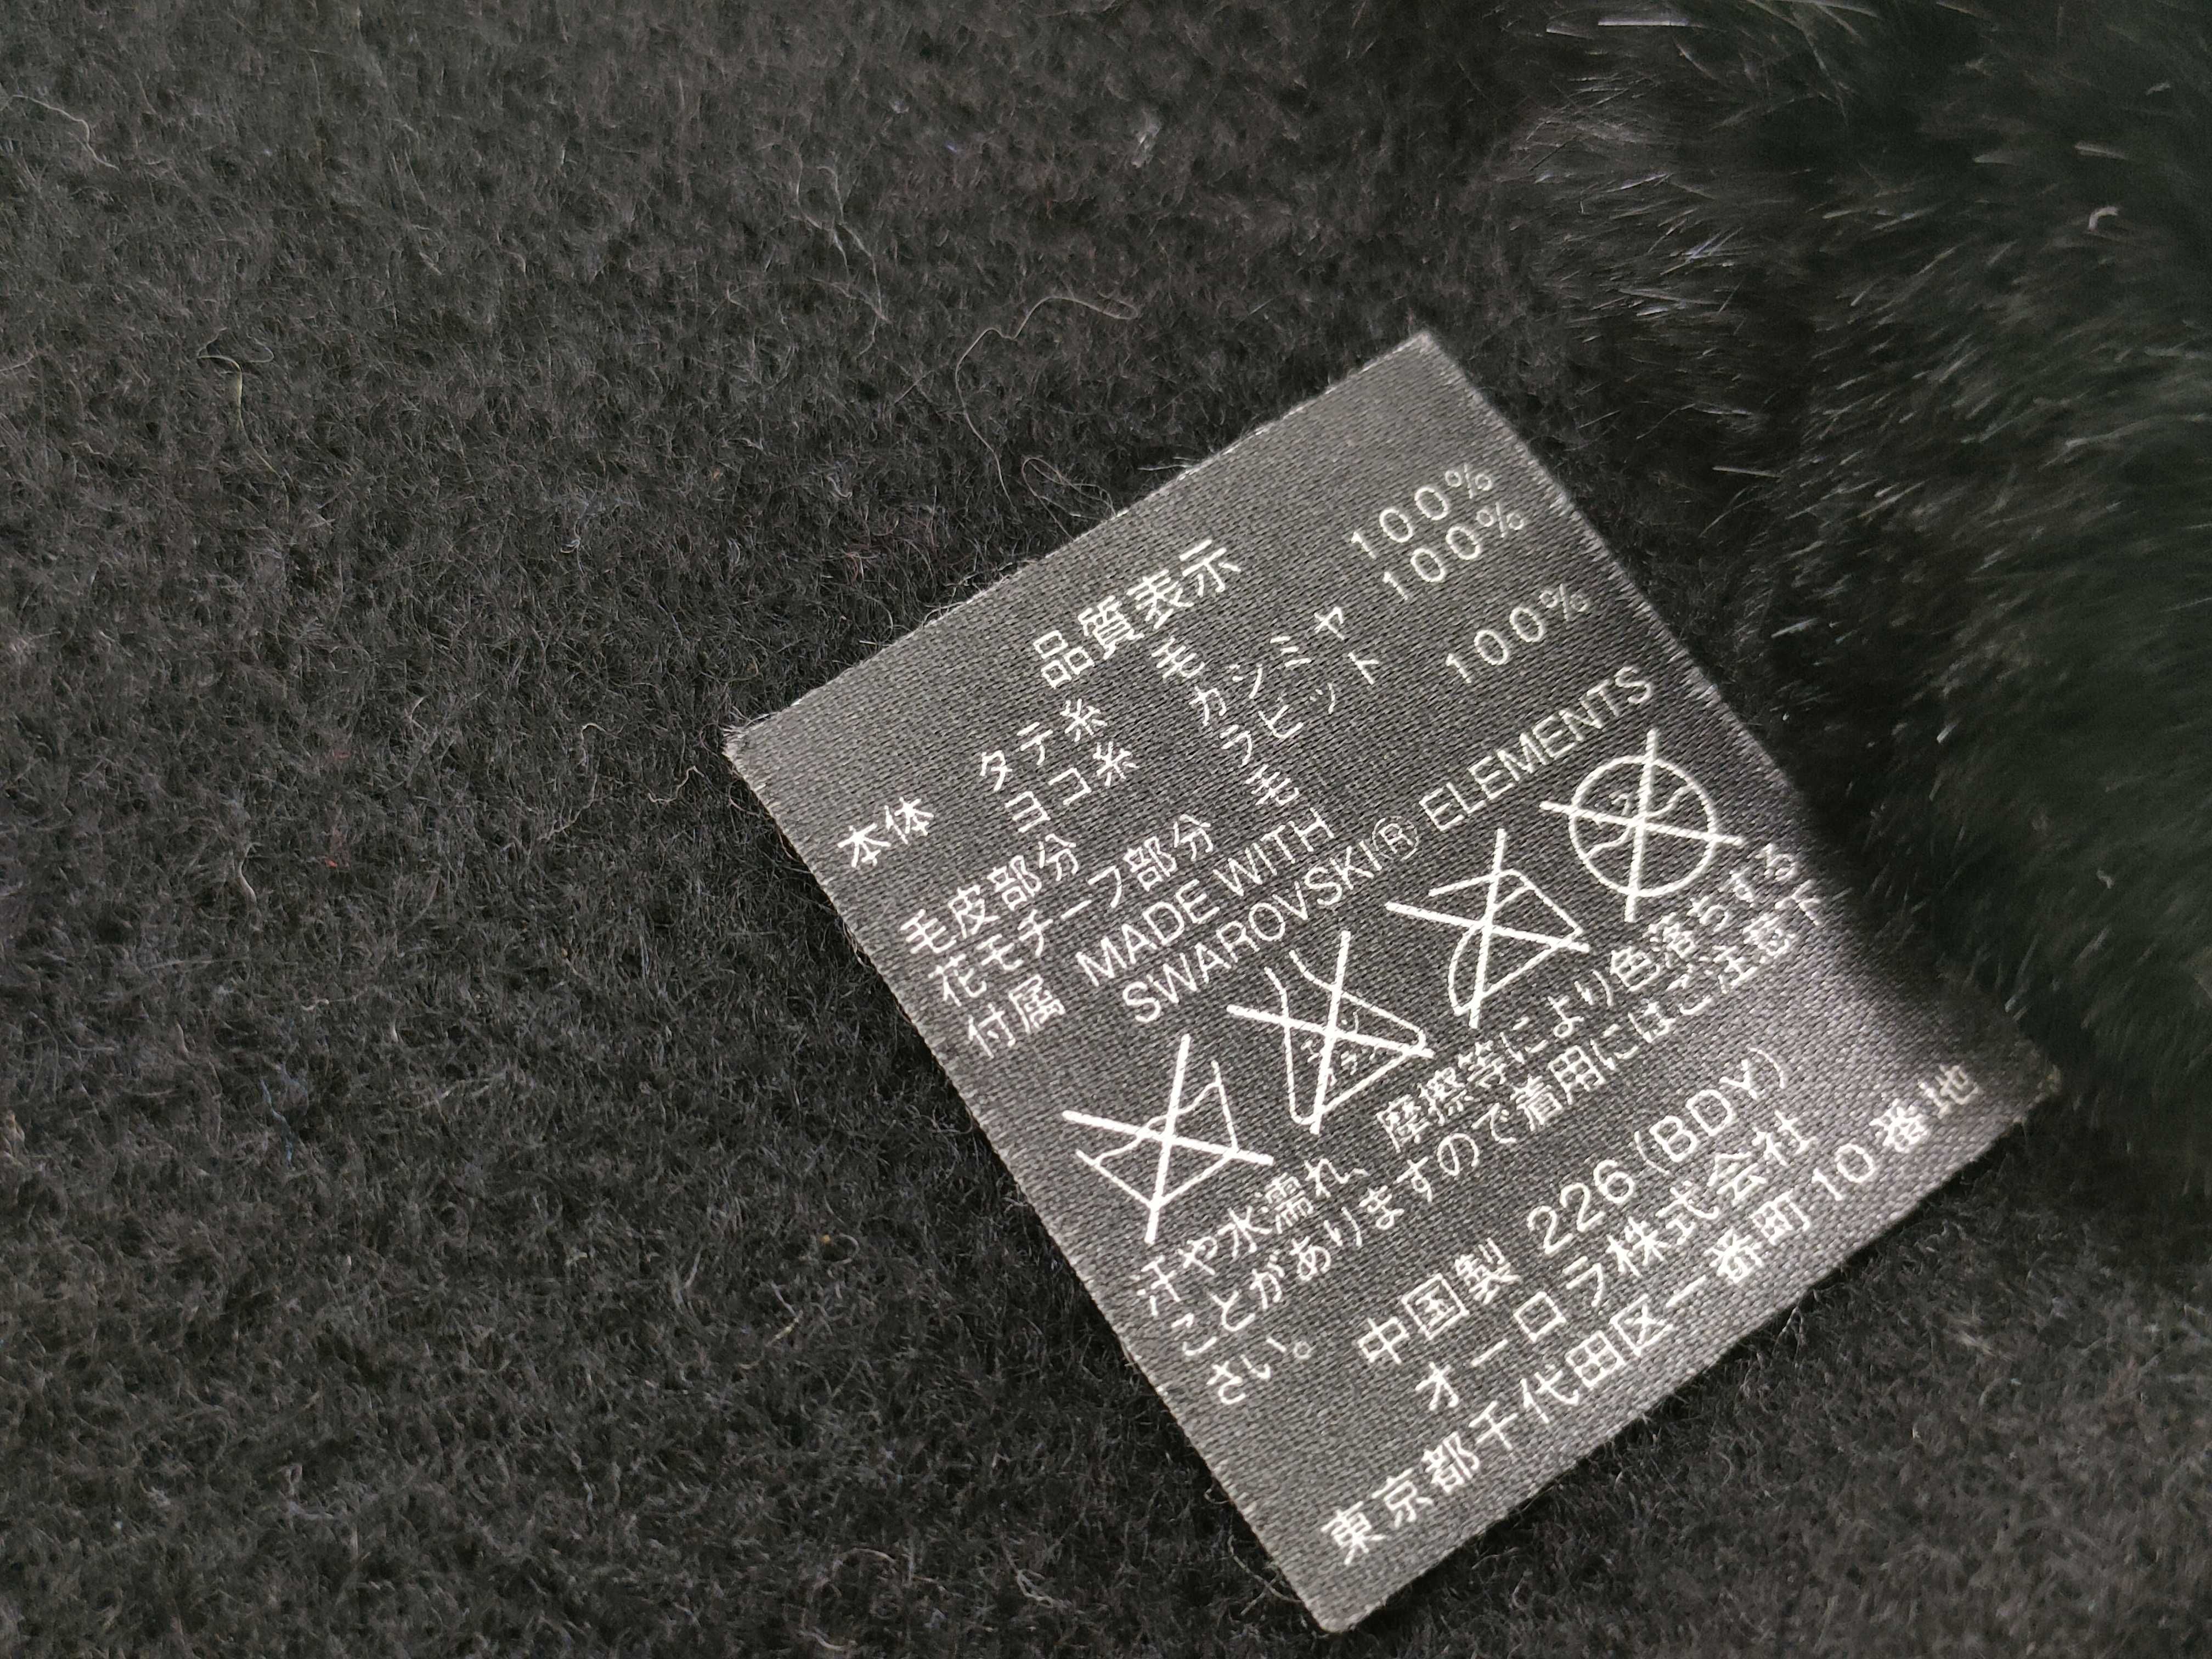 品質表示
本体 タテ糸 毛 100%
ヨコ糸 カシミヤ 100%
毛皮部分 ラビット
花モチーフ部分 毛 100%
付属 MADE WITH
SWAROVSKI® ELEMENTS
汗や水濡れ、摩擦等により色落ちする
ことがありますので着用にはご注意下
さい。
中国製 226(BDY)
オーロラ株式会社
東京都千代田区一番町10番地